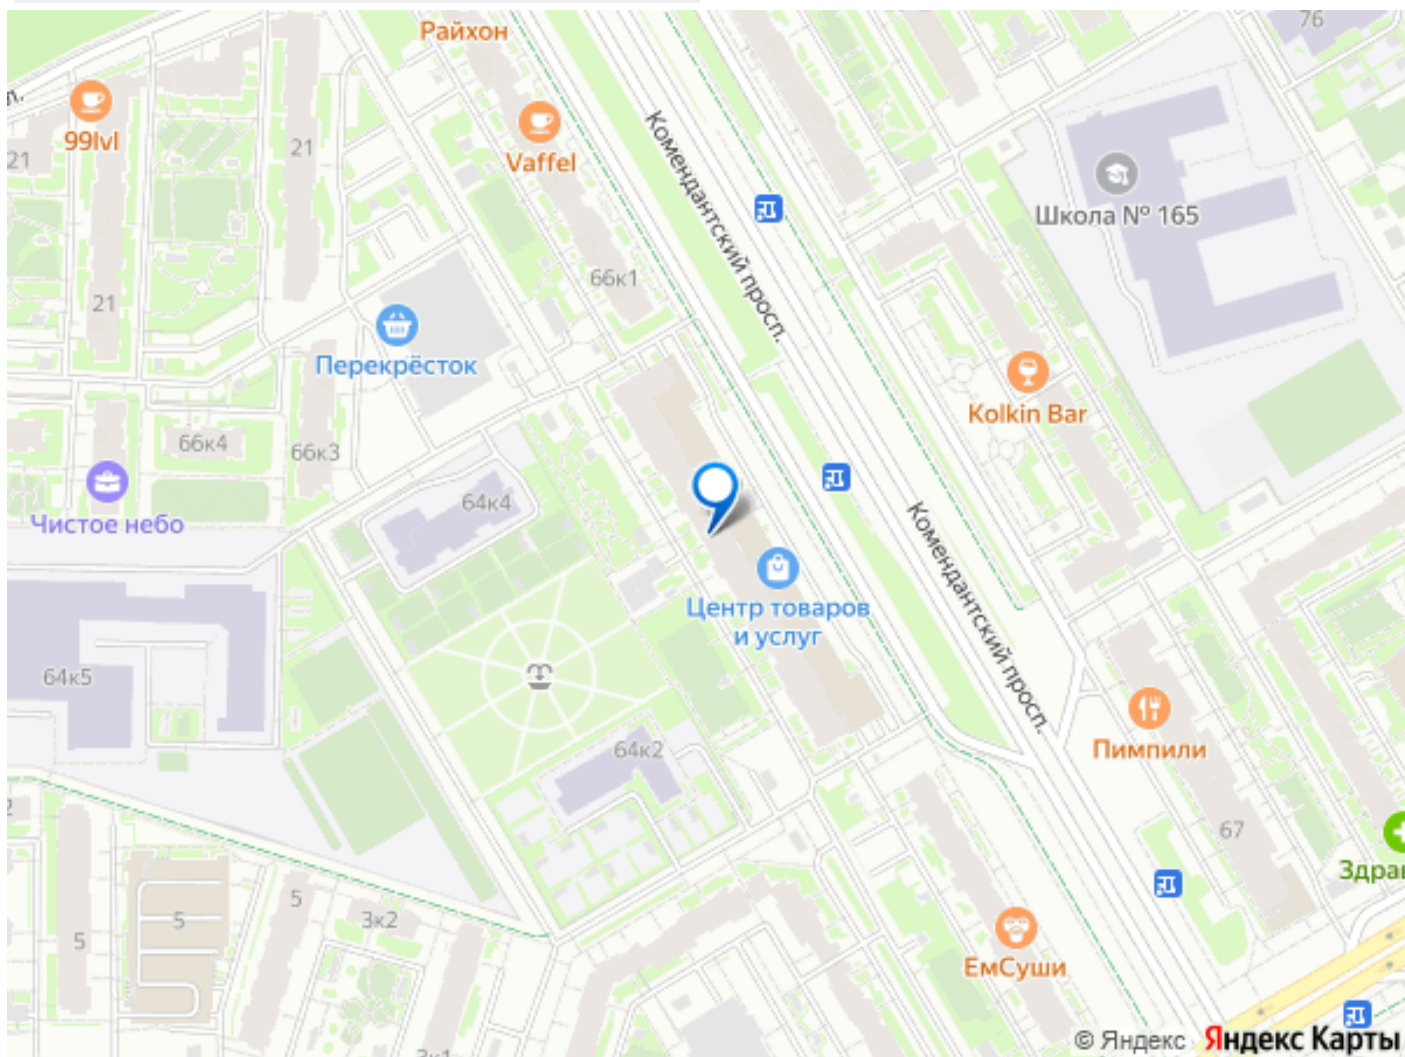 Райхон
76
99lvl
Vaffel
21
21
Комендантский просп.
Школа № 165
66к1
21
Перекрёсток
Kolkin Bar
66к4
66к3
64к4
Чистое небо
Комендантский просп.
Центр товаров
и услуг
64к5
64к2
Пимпили
67
Здрав
5
5
5
3к2
ЕмСуши
© Яндекс Яндекс Карты